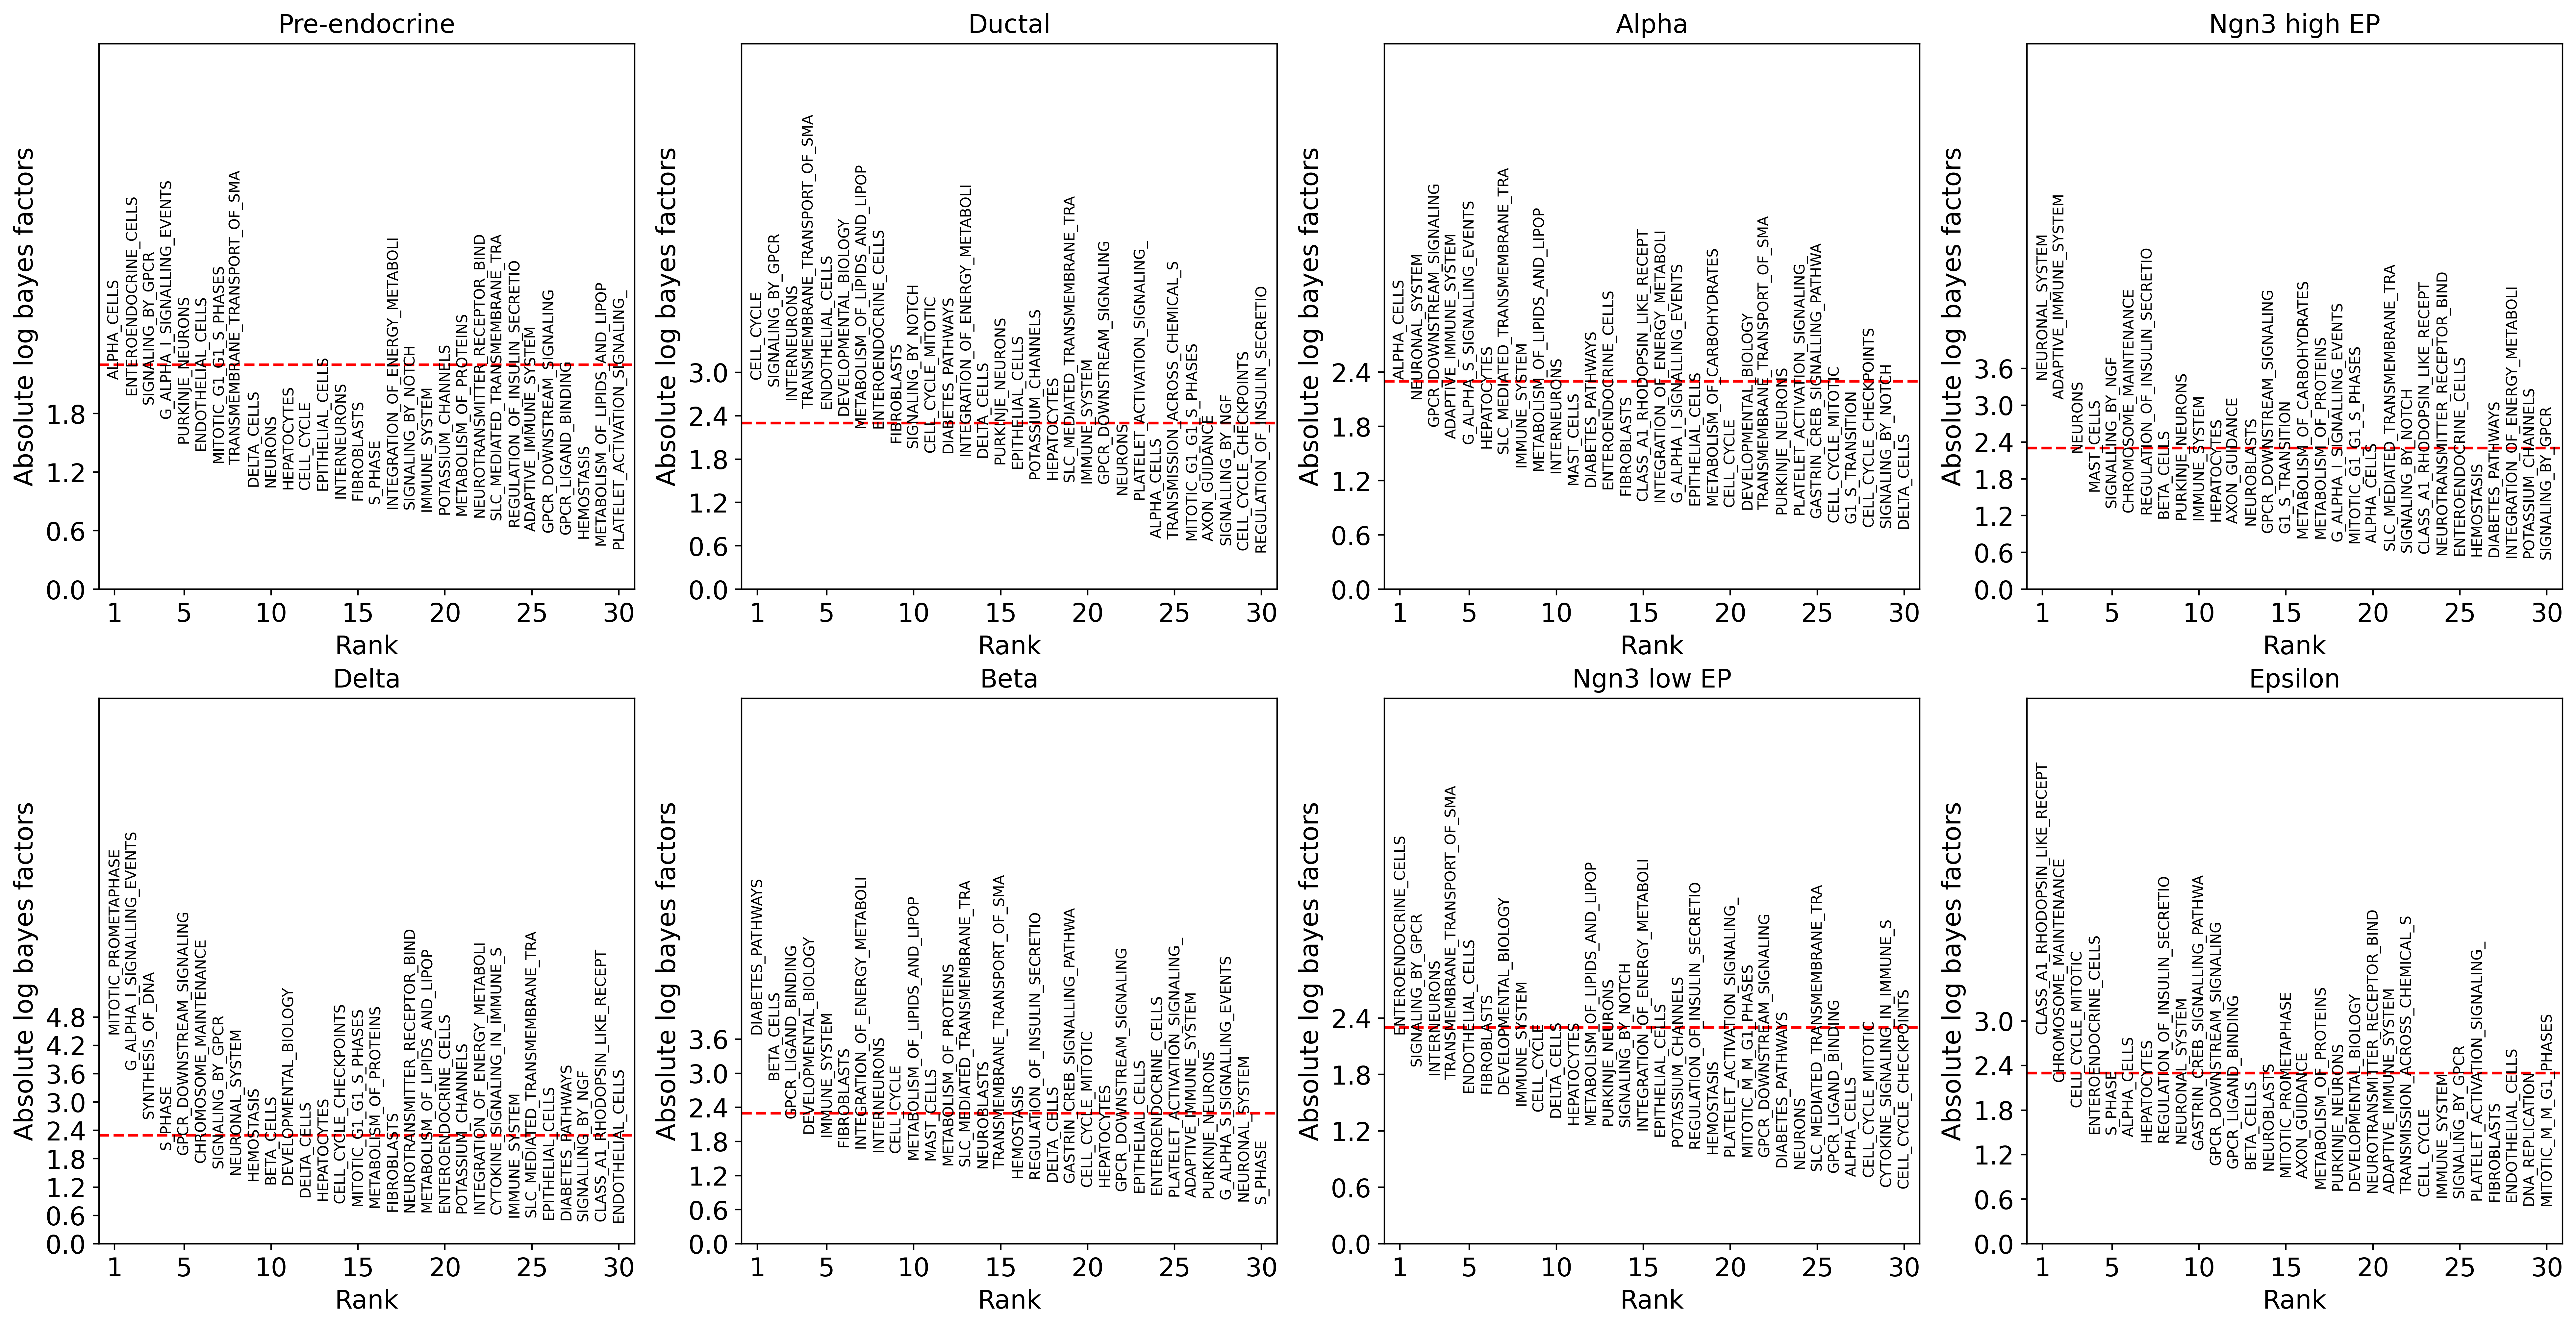 Pre-endocrine
Absolute log bayes factors
1.8
1.2
0.6
0.0
ALPHA_CELLS
ENTEROENDOCRINE_CELLS
SIGNALING_BY_GPCR
G_ALPHA_I_SIGNALLING_EVENTS
PURKINJE_NEURONS
ENDOTHELIAL_CELLS
MITOTIC_G1_G1_S_PHASES
TRANSMEMBRANE_TRANSPORT_OF_SMA
DELTA_CELLS
NEURONS
HEPATOCYTES
CELL_CYCLE
EPITHELIAL_CELLS
INTERNEURONS
FIBROBLASTS
S_PHASE
INTEGRATION_OF_ENERGY_METABOLI
SIGNALING_BY_NOTCH
IMMUNE_SYSTEM
POTASSIUM_CHANNELS
METABOLISM_OF_PROTEINS
NEUROTRANSMITTER_RECEPTOR_BIND
SLC_MEDIATED_TRANSMEMBRANE_TRA
REGULATION_OF_INSULIN_SECRETIO
ADAPTIVE_IMMUNE_SYSTEM
GPCR_DOWNSTREAM_SIGNALING
GPCR_LIGAND_BINDING
HEMOSTASIS
METABOLISM_OF_LIPIDS_AND_LIPOP
PLATELET_ACTIVATION_SIGNALING_
1 5 10 15 20 25 30
Rank
Ductal
Absolute log bayes factors
3.0
2.4
1.8
1.2
0.6
0.0
CELL_CYCLE
SIGNALING_BY_GPCR
INTERNEURONS
TRANSMEMBRANE_TRANSPORT_OF_SMA
ENDOTHELIAL_CELLS
DEVELOPMENTAL_BIOLOGY
METABOLISM_OF_LIPIDS_AND_LIPOP
ENTEROENDOCRINE_CELLS
FIBROBLASTS
SIGNALING_BY_NOTCH
CELL_CYCLE_MITOTIC
DIABETES_PATHWAYS
INTEGRATION_OF_ENERGY_METABOLI
DELTA_CELLS
PURKINJE_NEURONS
EPITHELIAL_CELLS
POTASSIUM_CHANNELS
HEPATOCYTES
SLC_MEDIATED_TRANSMEMBRANE_TRA
IMMUNE_SYSTEM
GPCR_DOWNSTREAM_SIGNALING
NEURONS
PLATELET_ACTIVATION_SIGNALING_
ALPHA_CELLS
TRANSMISSION_ACROSS_CHEMICAL_S
MITOTIC_G1_G1_S_PHASES
AXON_GUIDANCE
SIGNALLING_BY_NGF
CELL_CYCLE_CHECKPOINTS
REGULATION_OF_INSULIN_SECRETIO
1 5 10 15 20 25 30
Rank
Alpha
Absolute log bayes factors
2.4
1.8
1.2
0.6
0.0
ALPHA_CELLS
NEURONAL_SYSTEM
GPCR_DOWNSTREAM_SIGNALING
ADAPTIVE_IMMUNE_SYSTEM
G_ALPHA_S_SIGNALLING_EVENTS
HEPATOCYTES
SLC_MEDIATED_TRANSMEMBRANE_TRA
IMMUNE_SYSTEM
METABOLISM_OF_LIPIDS_AND_LIPOP
INTERNEURONS
MAST_CELLS
DIABETES_PATHWAYS
ENTEROENDOCRINE_CELLS
FIBROBLASTS
CLASS_A1_RHODOPSIN_LIKE_RECEPT
INTEGRATION_OF_ENERGY_METABOLI
G_ALPHA_I_SIGNALLING_EVENTS
EPITHELIAL_CELLS
METABOLISM_OF_CARBOHYDRATES
CELL_CYCLE
DEVELOPMENTAL_BIOLOGY
TRANSMEMBRANE_TRANSPORT_OF_SMA
PURKINJE_NEURONS
PLATELET_ACTIVATION_SIGNALING_
GASTRIN_CREB_SIGNALLING_PATHWA
CELL_CYCLE_MITOTIC
G1_S_TRANSITION
CELL_CYCLE_CHECKPOINTS
SIGNALING_BY_NOTCH
DELTA_CELLS
1 5 10 15 20 25 30
Rank
Ngn3 high EP
Absolute log bayes factors
3.6
3.0
2.4
1.8
1.2
0.6
0.0
NEURONAL_SYSTEM
ADAPTIVE_IMMUNE_SYSTEM
NEURONS
MAST_CELLS
SIGNALLING_BY_NGF
CHROMOSOME_MAINTENANCE
REGULATION_OF_INSULIN_SECRETIO
BETA_CELLS
PURKINJE_NEURONS
IMMUNE_SYSTEM
HEPATOCYTES
AXON_GUIDANCE
NEUROBLASTS
GPCR_DOWNSTREAM_SIGNALING
G1_S_TRANSITION
METABOLISM_OF_CARBOHYDRATES
METABOLISM_OF_PROTEINS
G_ALPHA_I_SIGNALLING_EVENTS
MITOTIC_G1_G1_S_PHASES
ALPHA_CELLS
SLC_MEDIATED_TRANSMEMBRANE_TRA
SIGNALING_BY_NOTCH
CLASS_A1_RHODOPSIN_LIKE_RECEPT
NEUROTRANSMITTER_RECEPTOR_BIND
ENTEROENDOCRINE_CELLS
HEMOSTASIS
DIABETES_PATHWAYS
INTEGRATION_OF_ENERGY_METABOLI
POTASSIUM_CHANNELS
SIGNALING_BY_GPCR
1 5 10 15 20 25 30
Rank
Delta
Absolute log bayes factors
4.8
4.2
3.6
3.0
2.4
1.8
1.2
0.6
0.0
MITOTIC_PROMETAPHASE
G_ALPHA_I_SIGNALLING_EVENTS
SYNTHESIS_OF_DNA
S_PHASE
GPCR_DOWNSTREAM_SIGNALING
CHROMOSOME_MAINTENANCE
SIGNALING_BY_GPCR
NEURONAL_SYSTEM
HEMOSTASIS
BETA_CELLS
DEVELOPMENTAL_BIOLOGY
DELTA_CELLS
HEPATOCYTES
CELL_CYCLE_CHECKPOINTS
MITOTIC_G1_G1_S_PHASES
METABOLISM_OF_PROTEINS
FIBROBLASTS
NEUROTRANSMITTER_RECEPTOR_BIND
METABOLISM_OF_LIPIDS_AND_LIPOP
ENTEROENDOCRINE_CELLS
POTASSIUM_CHANNELS
INTEGRATION_OF_ENERGY_METABOLI
CYTOKINE_SIGNALING_IN_IMMUNE_S
IMMUNE_SYSTEM
SLC_MEDIATED_TRANSMEMBRANE_TRA
EPITHELIAL_CELLS
DIABETES_PATHWAYS
SIGNALLING_BY_NGF
CLASS_A1_RHODOPSIN_LIKE_RECEPT
ENDOTHELIAL_CELLS
1 5 10 15 20 25 30
Rank
Beta
Absolute log bayes factors
3.6
3.0
2.4
1.8
1.2
0.6
0.0
DIABETES_PATHWAYS
BETA_CELLS
GPCR_LIGAND_BINDING
DEVELOPMENTAL_BIOLOGY
IMMUNE_SYSTEM
FIBROBLASTS
INTEGRATION_OF_ENERGY_METABOLI
INTERNEURONS
CELL_CYCLE
METABOLISM_OF_LIPIDS_AND_LIPOP
MAST_CELLS
METABOLISM_OF_PROTEINS
SLC_MEDIATED_TRANSMEMBRANE_TRA
NEUROBLASTS
TRANSMEMBRANE_TRANSPORT_OF_SMA
HEMOSTASIS
REGULATION_OF_INSULIN_SECRETIO
DELTA_CELLS
GASTRIN_CREB_SIGNALLING_PATHWA
CELL_CYCLE_MITOTIC
HEPATOCYTES
GPCR_DOWNSTREAM_SIGNALING
EPITHELIAL_CELLS
ENTEROENDOCRINE_CELLS
PLATELET_ACTIVATION_SIGNALING_
ADAPTIVE_IMMUNE_SYSTEM
PURKINJE_NEURONS
G_ALPHA_S_SIGNALLING_EVENTS
NEURONAL_SYSTEM
S_PHASE
1 5 10 15 20 25 30
Rank
Ngn3 low EP
Absolute log bayes factors
2.4
1.8
1.2
0.6
0.0
ENTEROENDOCRINE_CELLS
SIGNALING_BY_GPCR
INTERNEURONS
TRANSMEMBRANE_TRANSPORT_OF_SMA
ENDOTHELIAL_CELLS
FIBROBLASTS
DEVELOPMENTAL_BIOLOGY
IMMUNE_SYSTEM
CELL_CYCLE
DELTA_CELLS
HEPATOCYTES
METABOLISM_OF_LIPIDS_AND_LIPOP
PURKINJE_NEURONS
SIGNALING_BY_NOTCH
INTEGRATION_OF_ENERGY_METABOLI
EPITHELIAL_CELLS
POTASSIUM_CHANNELS
REGULATION_OF_INSULIN_SECRETIO
HEMOSTASIS
PLATELET_ACTIVATION_SIGNALING_
MITOTIC_M_M_G1_PHASES
GPCR_DOWNSTREAM_SIGNALING
DIABETES_PATHWAYS
NEURONS
SLC_MEDIATED_TRANSMEMBRANE_TRA
GPCR_LIGAND_BINDING
ALPHA_CELLS
CELL_CYCLE_MITOTIC
CYTOKINE_SIGNALING_IN_IMMUNE_S
CELL_CYCLE_CHECKPOINTS
1 5 10 15 20 25 30
Rank
Epsilon
Absolute log bayes factors
3.0
2.4
1.8
1.2
0.6
0.0
CLASS_A1_RHODOPSIN_LIKE_RECEPT
CHROMOSOME_MAINTENANCE
CELL_CYCLE_MITOTIC
ENTEROENDOCRINE_CELLS
S_PHASE
ALPHA_CELLS
HEPATOCYTES
REGULATION_OF_INSULIN_SECRETIO
NEURONAL_SYSTEM
GASTRIN_CREB_SIGNALLING_PATHWA
GPCR_DOWNSTREAM_SIGNALING
GPCR_LIGAND_BINDING
BETA_CELLS
NEUROBLASTS
MITOTIC_PROMETAPHASE
AXON_GUIDANCE
METABOLISM_OF_PROTEINS
PURKINJE_NEURONS
DEVELOPMENTAL_BIOLOGY
NEUROTRANSMITTER_RECEPTOR_BIND
ADAPTIVE_IMMUNE_SYSTEM
TRANSMISSION_ACROSS_CHEMICAL_S
CELL_CYCLE
IMMUNE_SYSTEM
SIGNALING_BY_GPCR
PLATELET_ACTIVATION_SIGNALING_
FIBROBLASTS
ENDOTHELIAL_CELLS
DNA_REPLICATION
MITOTIC_M_M_G1_PHASES
1 5 10 15 20 25 30
Rank